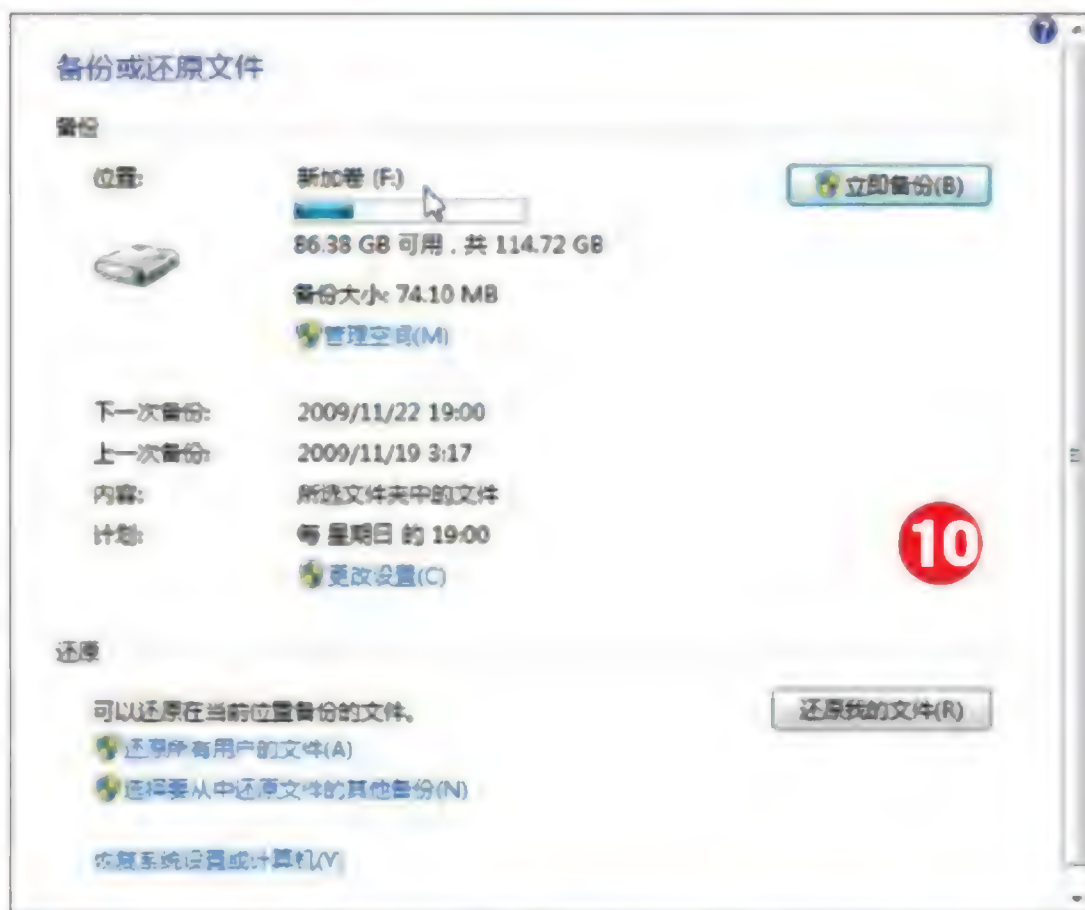 备份或还原文件
备份
位置: 新加卷 (F:) 立即备份(B)
86.38 GB 可用，共 114.72 GB
备份大小: 74.10 MB
管理空间(M)
下一次备份: 2009/11/22 19:00
上一次备份: 2009/11/19 3:17
内容: 所选文件夹中的文件
计划: 每 星期日 的 19:00
10
更改设置(C)
还原
可以还原在当前位置备份的文件。 还原我的文件(R)
还原所有用户的文件(A)
选择要从中还原文件的其他备份(N)
恢复系统设置或计算机(Y)